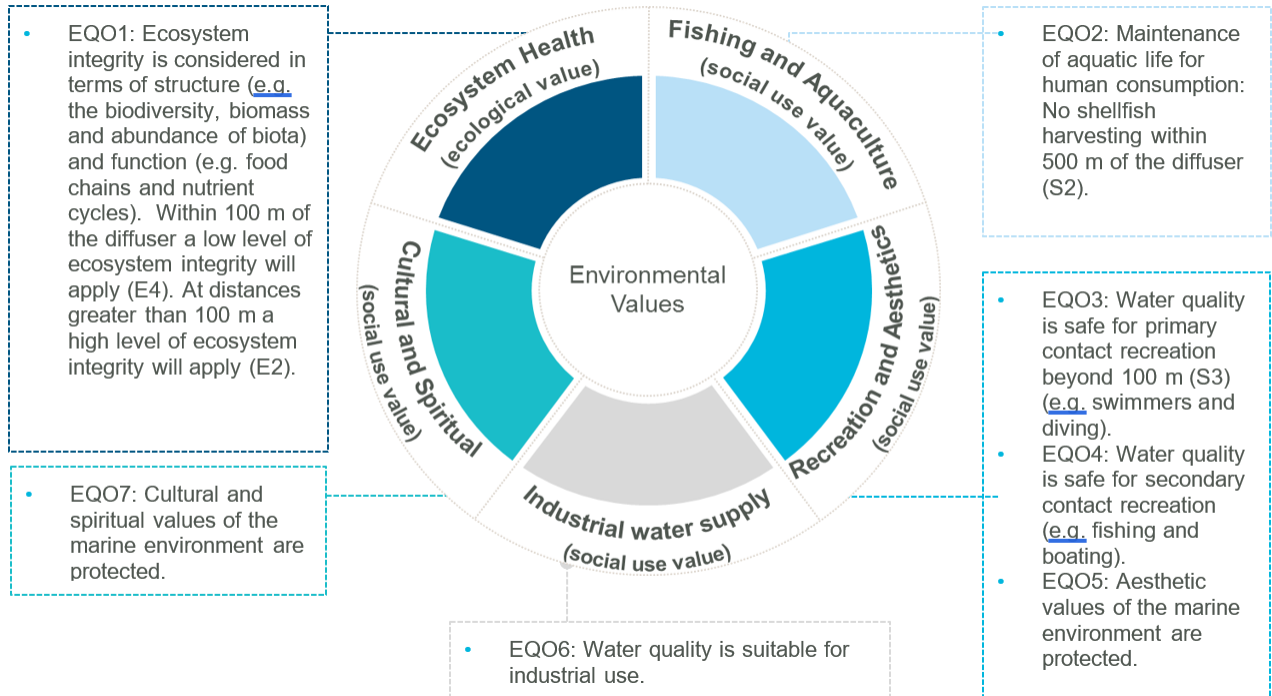 • EQO1: Ecosystem
integrity is considered in
terms of structure (e.g.
the biodiversity, biomass
and abundance of biota)
and function (e.g. food
chains and nutrient
cycles). Within 100 m of
the diffuser a low level of
ecosystem integrity will
apply (E4). At distances
greater than 100 m a
high level of ecosystem
integrity will apply (E2).
Ecosystem Health
(ecological value)
Fishing and Aquaculture
(social use value)
• EQO2: Maintenance
of aquatic life for
human consumption:
No shellfish
harvesting within
500 m of the diffuser
(S2).
Environmental
Values
Cultural and Spiritual
(social use value)
Recreation and Aesthetics
(social use value)
• EQO3: Water quality
is safe for primary
contact recreation
beyond 100 m (S3)
(e.g. swimmers and
diving).
• EQO4: Water quality
is safe for secondary
contact recreation
(e.g. fishing and
boating).
• EQO5: Aesthetic
values of the marine
environment are
protected.
• EQO7: Cultural and
spiritual values of the
marine environment are
protected.
Industrial water supply
(social use value)
• EQO6: Water quality is suitable for
industrial use.